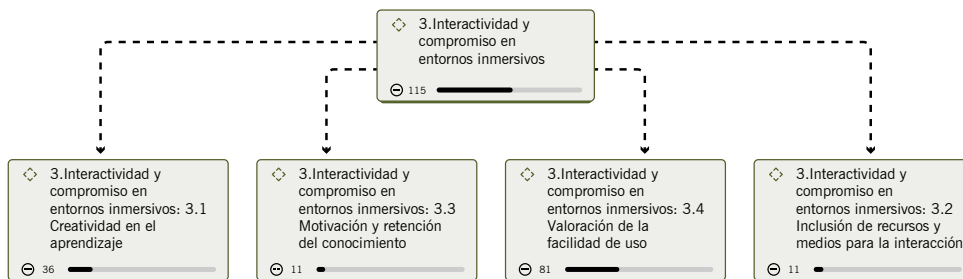 3.Interactividad y
compromiso en
entornos inmersivos
115
3.Interactividad y
compromiso en
entornos inmersivos: 3.1
Creatividad en el
aprendizaje
36
3.Interactividad y
compromiso en
entornos inmersivos: 3.3
Motivación y retención
del conocimiento
11
3.Interactividad y
compromiso en
entornos inmersivos: 3.4
Valoración de la
facilidad de uso
81
3.Interactividad y
compromiso en
entornos inmersivos: 3.2
Inclusión de recursos y
medios para la interacción
11